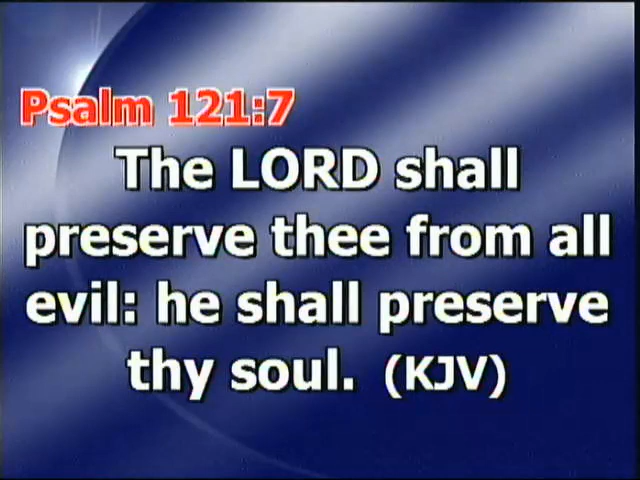 Psalm 121:7
The LORD shall
preserve thee from all
evil: he shall preserve
thy soul. (KJV)